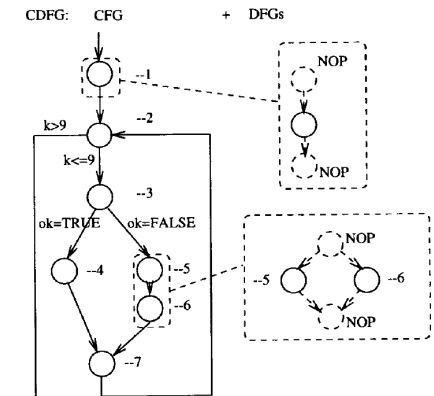 CDFG: CFG + DFGs
--1
NOP
NOP
k>9
--2
k<=9
--3
ok=TRUE
ok=FALSE
--4
--5
--6
--7
NOP
--5
--6
NOP